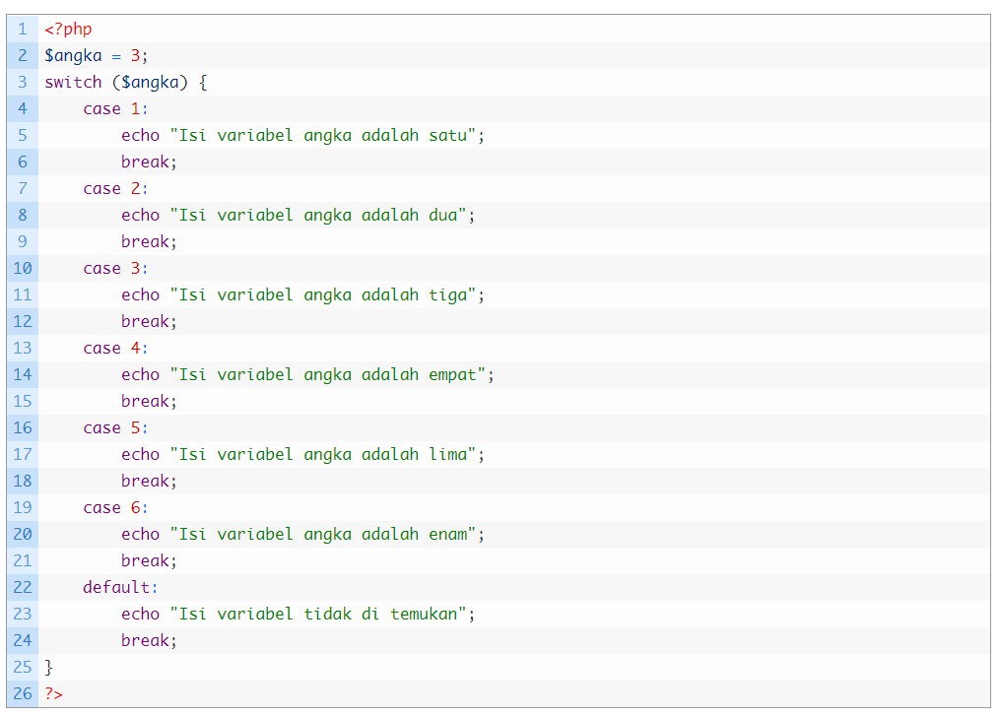 1 <?php
2 $angka = 3;
3 switch ($angka) {
4     case 1:
5         echo "Isi variabel angka adalah satu";
6         break;
7     case 2:
8         echo "Isi variabel angka adalah dua";
9         break;
10     case 3:
11         echo "Isi variabel angka adalah tiga";
12         break;
13     case 4:
14         echo "Isi variabel angka adalah empat";
15         break;
16     case 5:
17         echo "Isi variabel angka adalah lima";
18         break;
19     case 6:
20         echo "Isi variabel angka adalah enam";
21         break;
22     default:
23         echo "Isi variabel tidak di temukan";
24         break;
25 }
26 ?>